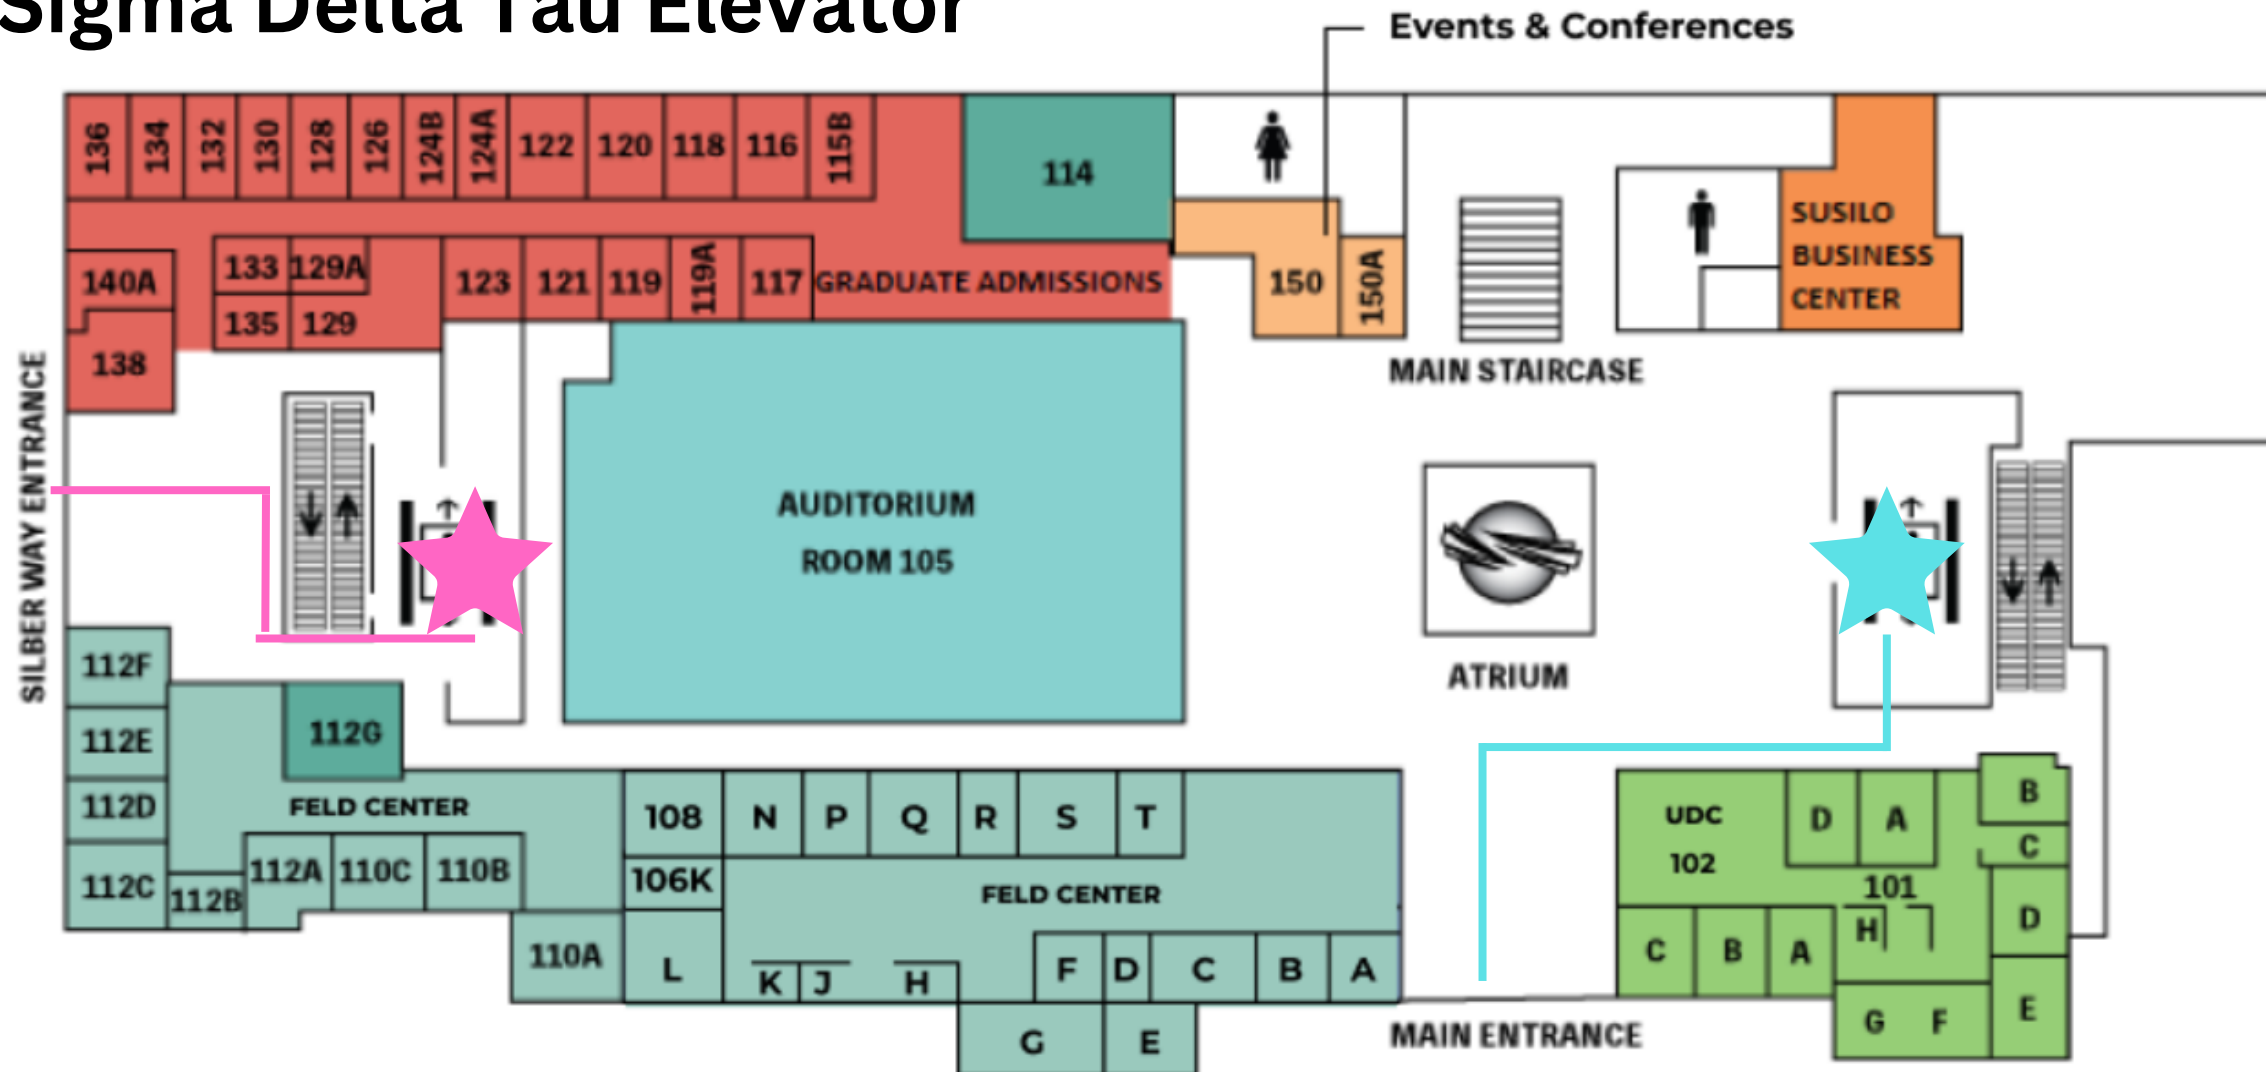 Sigma Delta Tau Elevator
Events & Conferences
136
134
132
130
128
126
124B
124A
122
120
118
116
115B
114
140A
133
129A
135
129
138
123
121
119
119A
117
GRADUATE ADMISSIONS
150
150A
MAIN STAIRCASE
SUSILO
BUSINESS
CENTER
SILBER WAY ENTRANCE
AUDITORIUM
ROOM 105
ATRIUM
112F
112E
112D
112C
112B
112G
FELD CENTER
112A
110C
110B
110A
108
N
P
Q
R
S
T
106K
FELD CENTER
L
K
J
H
F
D
C
B
A
G
E
MAIN ENTRANCE
UDC
102
D
A
B
C
101
H
D
C
B
A
G
F
E